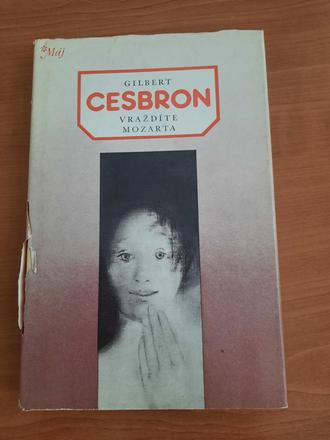 Máj
GILBERT
CESBRON
VRAŽDÍTE
MOZARTA